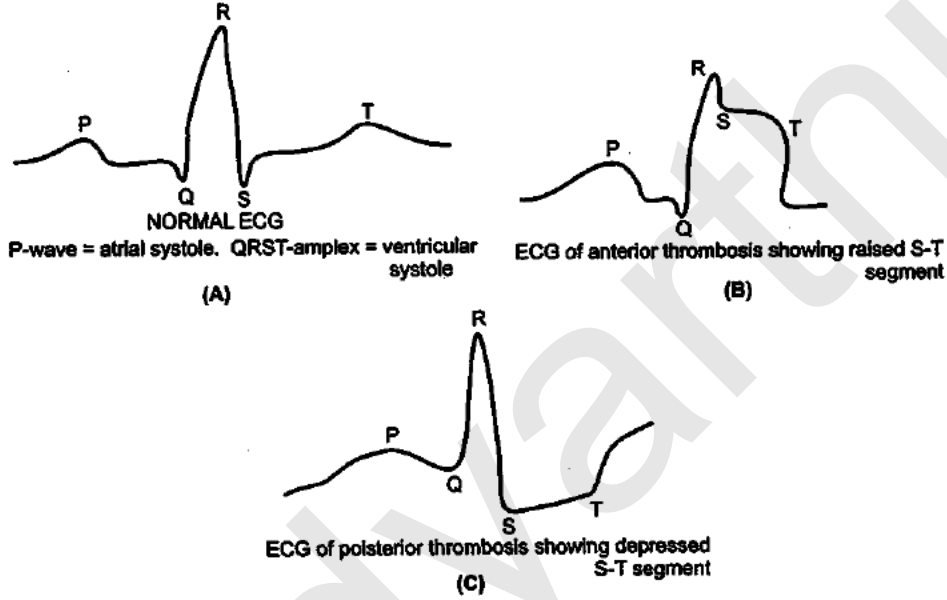 R
P
T
Q
S
NORMAL ECG
P-wave = atrial systole. QRST-amplex = ventricular
systole
(A)
R
S
P
T
Q
ECG of anterior thrombosis showing raised S-T
segment
(B)
R
P
Q
S
T
ECG of poisterior thrombosis showing depressed
S-T segment
(C)